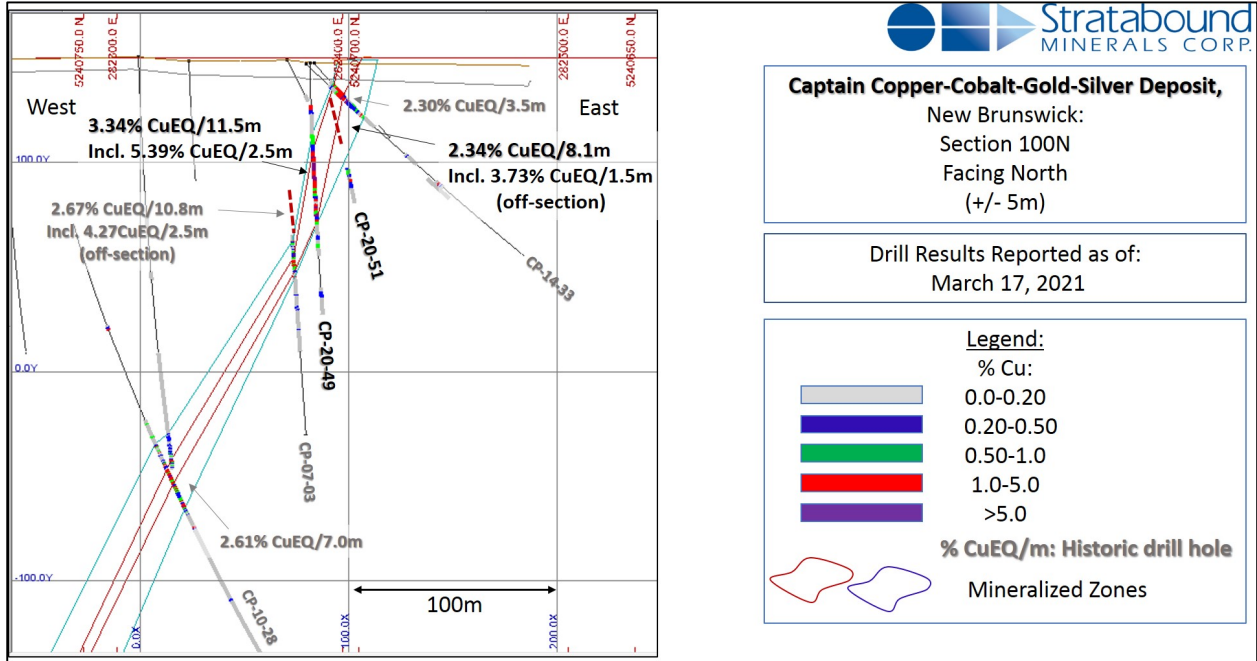 5240750.0 N
282300.0 E
262400.0 E
5240700.0 N
282500.0 E
5240650.0 N
West
East
2.30% CuEQ/3.5m
3.34% CuEQ/11.5m
Incl. 5.39% CuEQ/2.5m
2.34% CuEQ/8.1m
Incl. 3.73% CuEQ/1.5m
(off-section)
100.0Y
2.67% CuEQ/10.8m
Incl. 4.27CuEQ/2.5m
(off-section)
CP-20-51
CP-14-33
CP-20-49
0.0Y
CP-07-03
2.61% CuEQ/7.0m
-100.0Y
CP-10-28
100m
0.0X
100.0X
200.0X
Stratabound
MINERALS CORP.
Captain Copper-Cobalt-Gold-Silver Deposit,
New Brunswick:
Section 100N
Facing North
(+/- 5m)
Drill Results Reported as of:
March 17, 2021
Legend:
% Cu:
0.0-0.20
0.20-0.50
0.50-1.0
1.0-5.0
>5.0
% CuEQ/m: Historic drill hole
Mineralized Zones